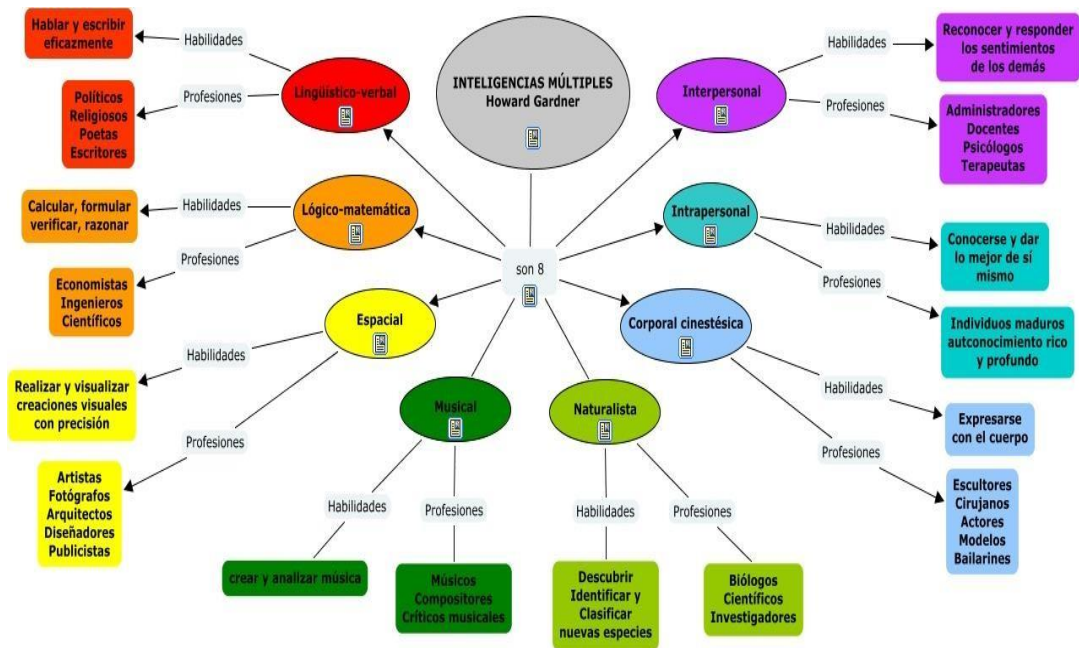 INTELIGENCIAS MÚLTIPLES
Howard Gardner
son 8
Lingüístico-verbal
Habilidades
Hablar y escribir
eficazmente
Profesiones
Políticos
Religiosos
Poetas
Escritores
Lógico-matemática
Habilidades
Calcular, formular
verificar, razonar
Profesiones
Economistas
Ingenieros
Científicos
Espacial
Habilidades
Realizar y visualizar
creaciones visuales
con precisión
Profesiones
Artistas
Fotógrafos
Arquitectos
Diseñadores
Publicistas
Musical
Habilidades
crear y analizar música
Profesiones
Músicos
Compositores
Críticos musicales
Naturalista
Habilidades
Descubrir
Identificar y
Clasificar
nuevas especies
Profesiones
Biólogos
Científicos
Investigadores
Corporal cinestésica
Habilidades
Expresarse
con el cuerpo
Profesiones
Escultores
Cirujanos
Actores
Modelos
Bailarines
Intrapersonal
Habilidades
Conocerse y dar
lo mejor de sí
mismo
Profesiones
Individuos maduros
autconocimiento rico
y profundo
Interpersonal
Habilidades
Reconocer y responder
los sentimientos
de los demás
Profesiones
Administradores
Docentes
Psicólogos
Terapeutas